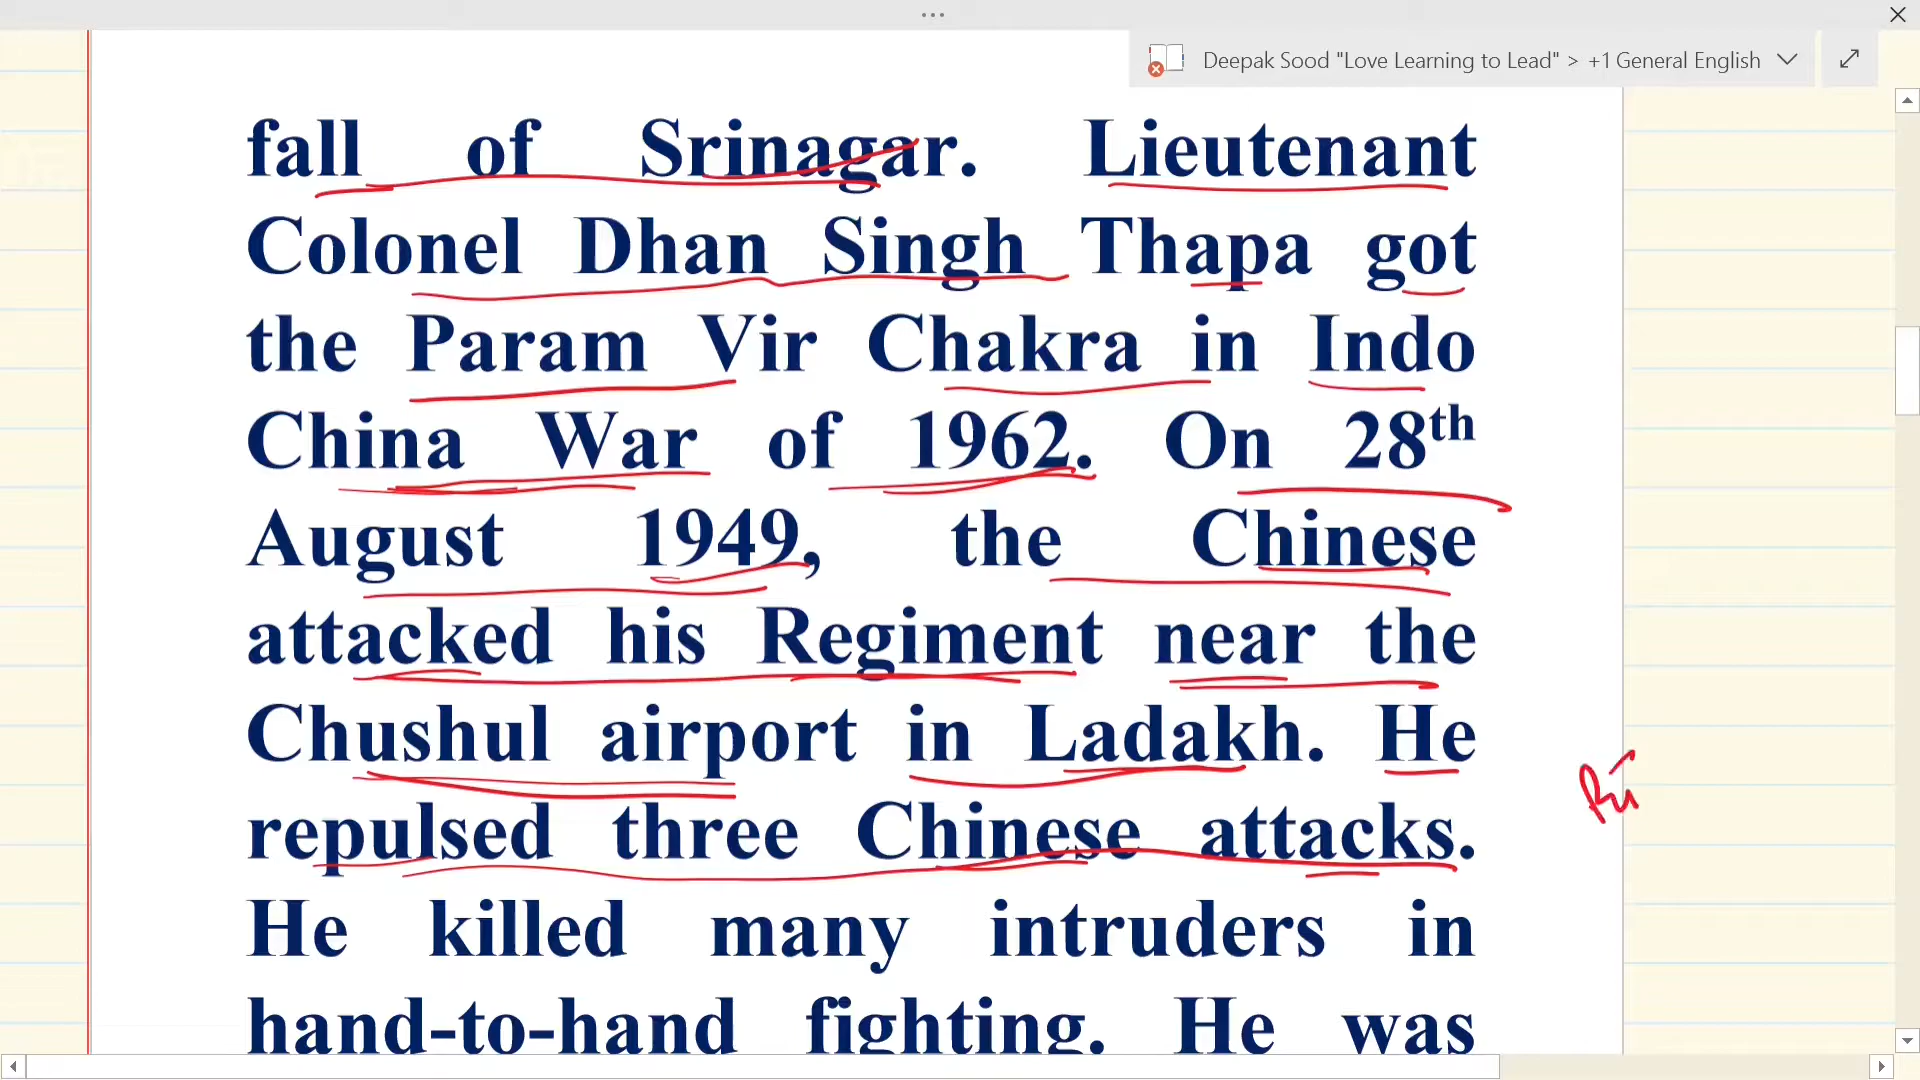 Deepak Sood "Love Learning to Lead" > +1 General English
fall of Srinagar. Lieutenant
Colonel Dhan Singh Thapa got
the Param Vir Chakra in Indo
China War of 1962. On 28th
August 1949, the Chinese
attacked his Regiment near the
Chushul airport in Ladakh. He
repulsed three Chinese attacks.
He killed many intruders in
hand-to-hand fighting. He was